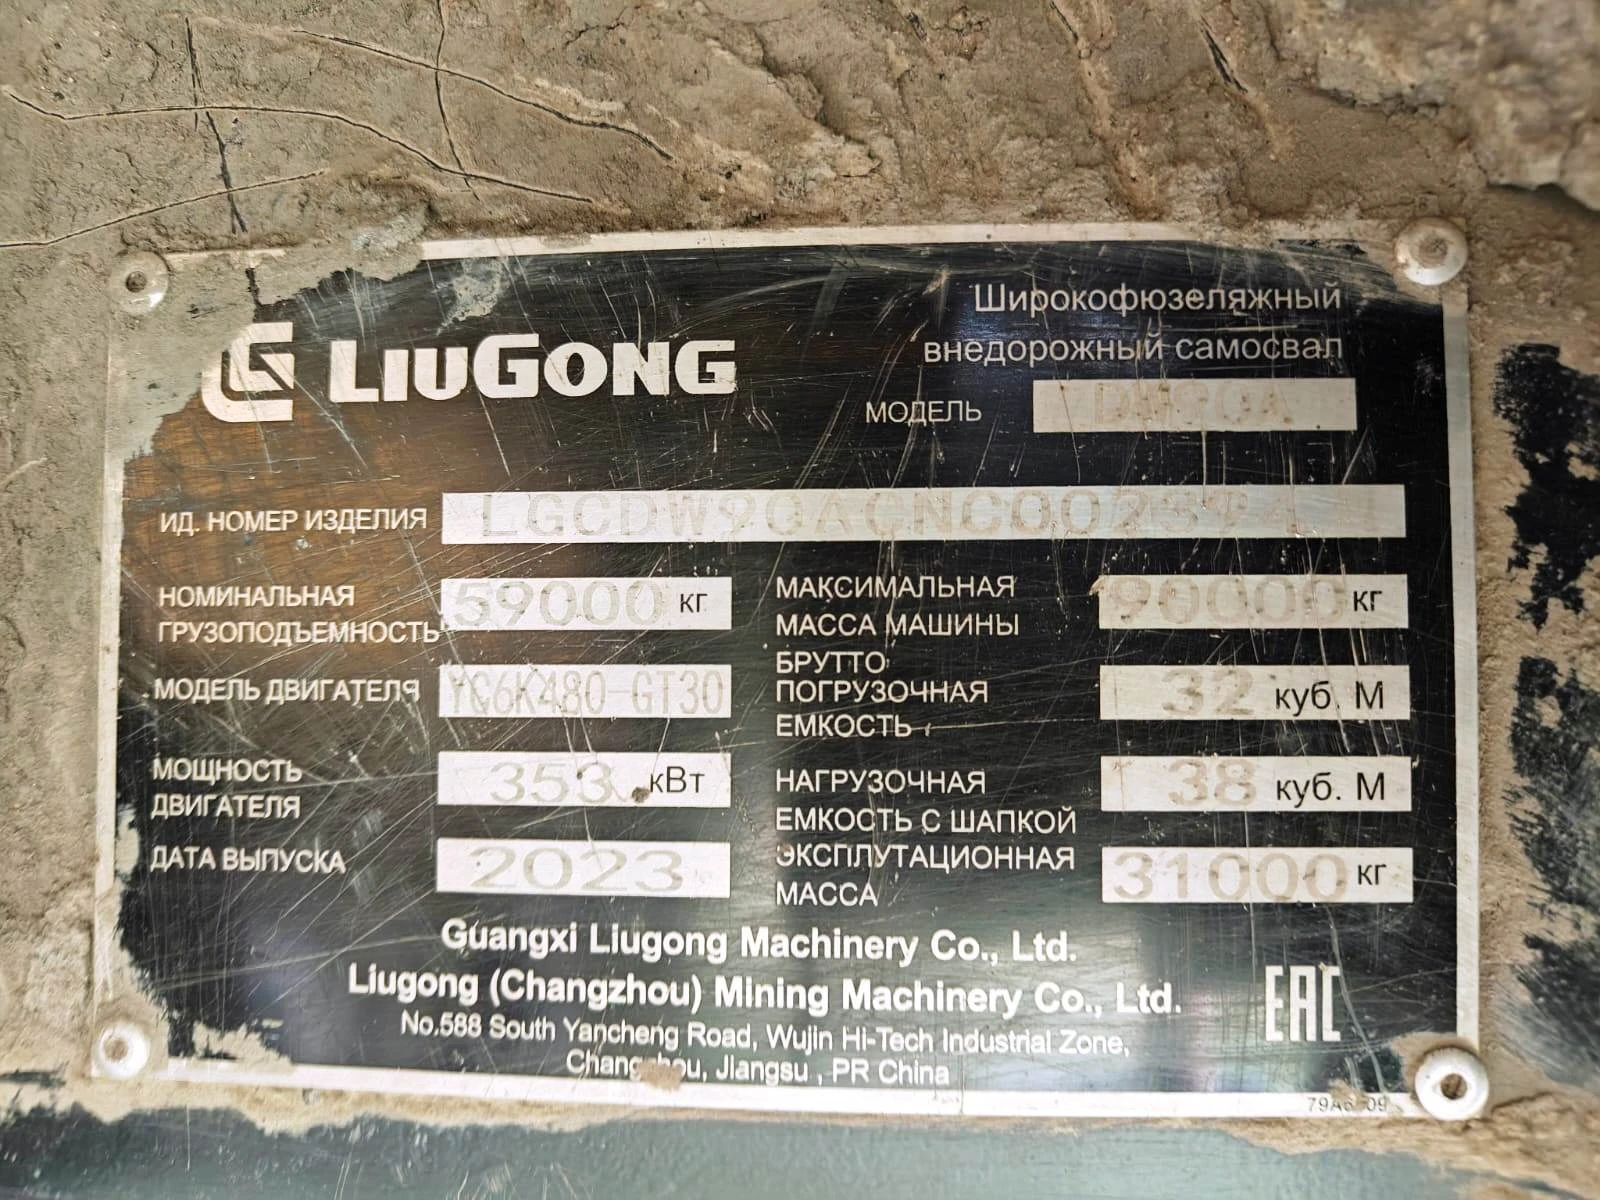 LIUGONG
Широкофюзеляжный
внедорожный самосвал
МОДЕЛЬ DW90A
ИД. НОМЕР ИЗДЕЛИЯ
НОМИНАЛЬНАЯ
ГРУЗОПОДЪЕМНОСТЬ 59000 кг
МАКСИМАЛЬНАЯ
МАССА МАШИНЫ
БРУТТО 90000 кг
МОДЕЛЬ ДВИГАТЕЛЯ YC6K480-GT30
ПОГРУЗОЧНАЯ
ЕМКОСТЬ 32 куб. М
МОЩНОСТЬ
ДВИГАТЕЛЯ 353 кВт
НАГРУЗОЧНАЯ
ЕМКОСТЬ С ШАПКОЙ 38 куб. М
ДАТА ВЫПУСКА 2023
ЭКСПЛУТАЦИОННАЯ
МАССА 31000 кг
Guangxi Liugong Machinery Co., Ltd.
Liugong (Changzhou) Mining Machinery Co., Ltd.
No.588 South Yancheng Road, Wujin Hi-Tech Industrial Zone,
Changzhou, Jiangsu , PR China
EAC